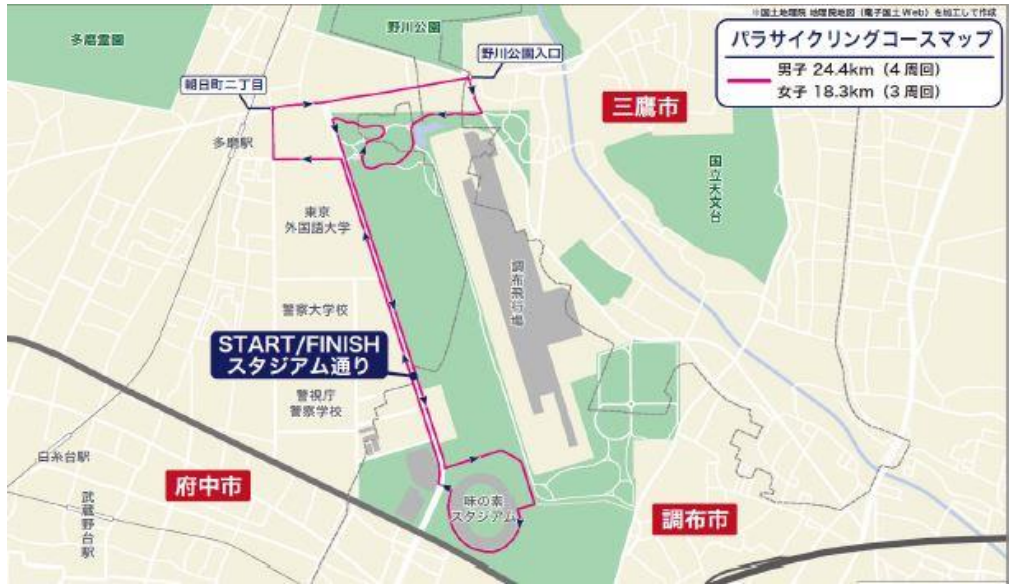 ※国土地理院 地理院地図（電子国土Web）を加工して作成
パラサイクリングコースマップ
男子 24.4km（4周回）
女子 18.3km（3周回）
多磨霊園
野川公園
野川公園入口
朝日町二丁目
三鷹市
多磨駅
国立天文台
東京
外国語大学
調布飛行場
警察大学校
START/FINISH
スタジアム通り
警視庁
警察学校
白糸台駅
府中市
味の素
スタジアム
調布市
武蔵野台駅